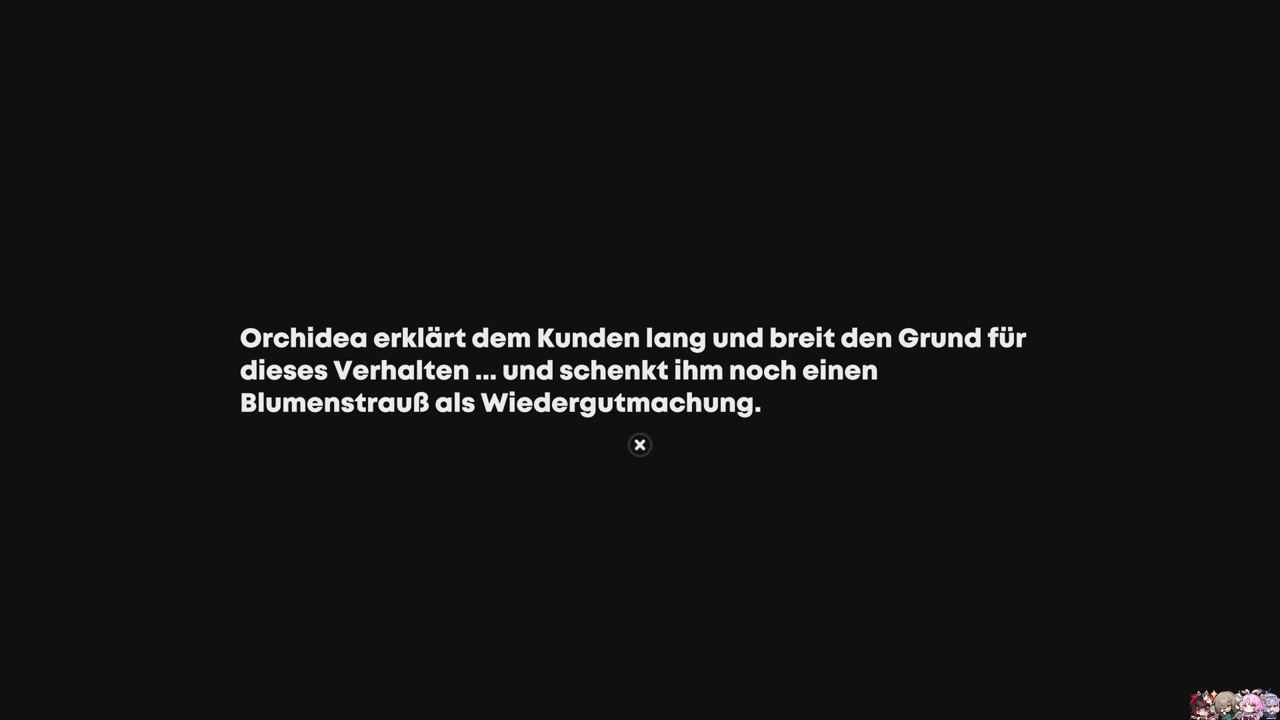 Orchidea erklärt dem Kunden lang und breit den Grund für
dieses Verhalten ... und schenkt ihm noch einen
Blumenstrauß als Wiedergutmachung.